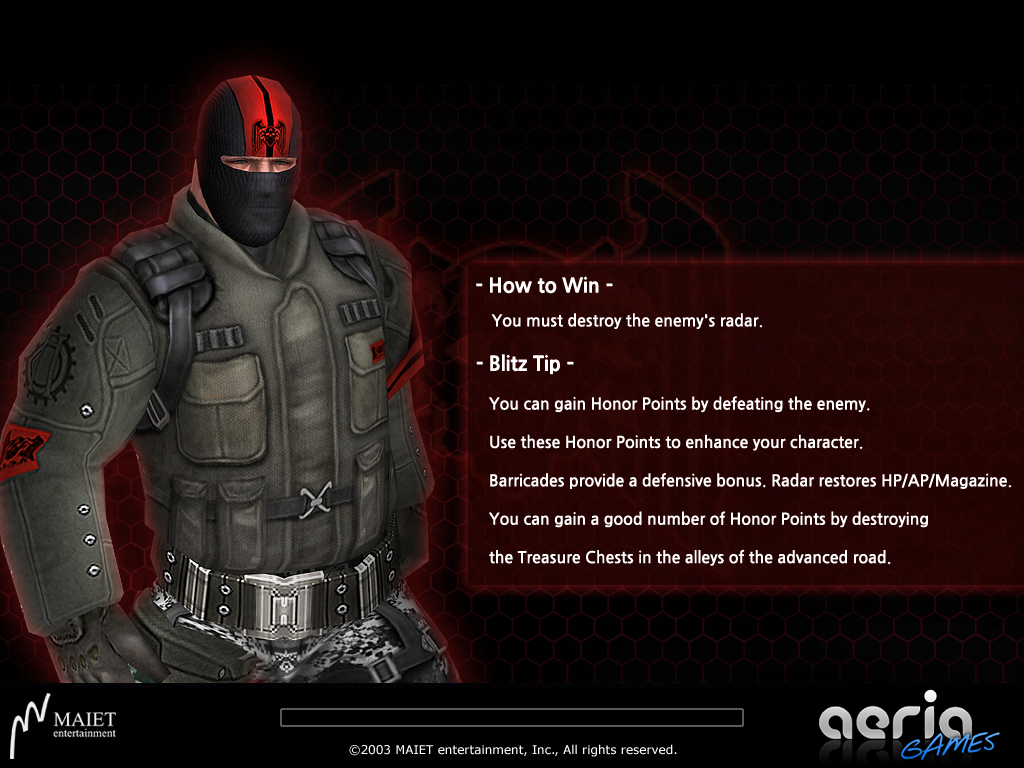 - How to Win -
You must destroy the enemy's radar.
- Blitz Tip -
You can gain Honor Points by defeating the enemy.
Use these Honor Points to enhance your character.
Barricades provide a defensive bonus. Radar restores HP/AP/Magazine.
You can gain a good number of Honor Points by destroying
the Treasure Chests in the alleys of the advanced road.
MAIET
entertainment
©2003 MAIET entertainment, Inc., All rights reserved.
aeria
GAMES